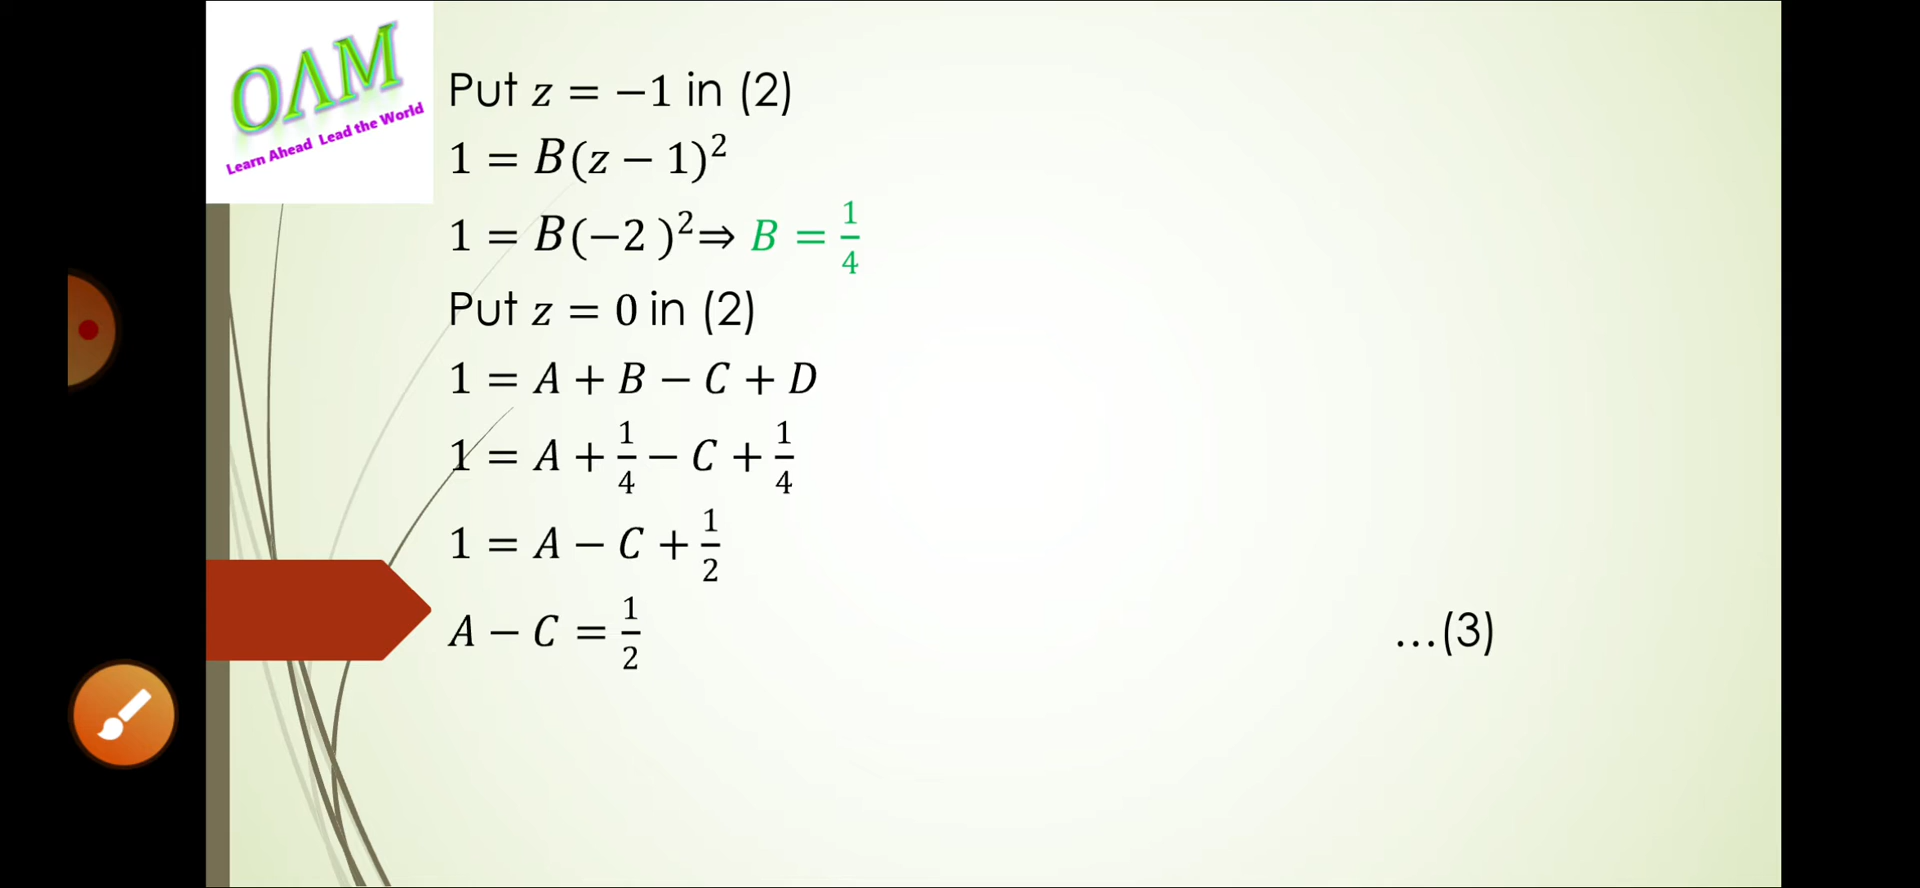 OΛM
Learn Ahead Lead the World
Put z = −1 in (2)
1 = B(z − 1)²
1 = B(−2 )²⇒ B = 1/4
Put z = 0 in (2)
1 = A + B − C + D
1 = A + 1/4 − C + 1/4
1 = A − C + 1/2
A − C = 1/2 …(3)